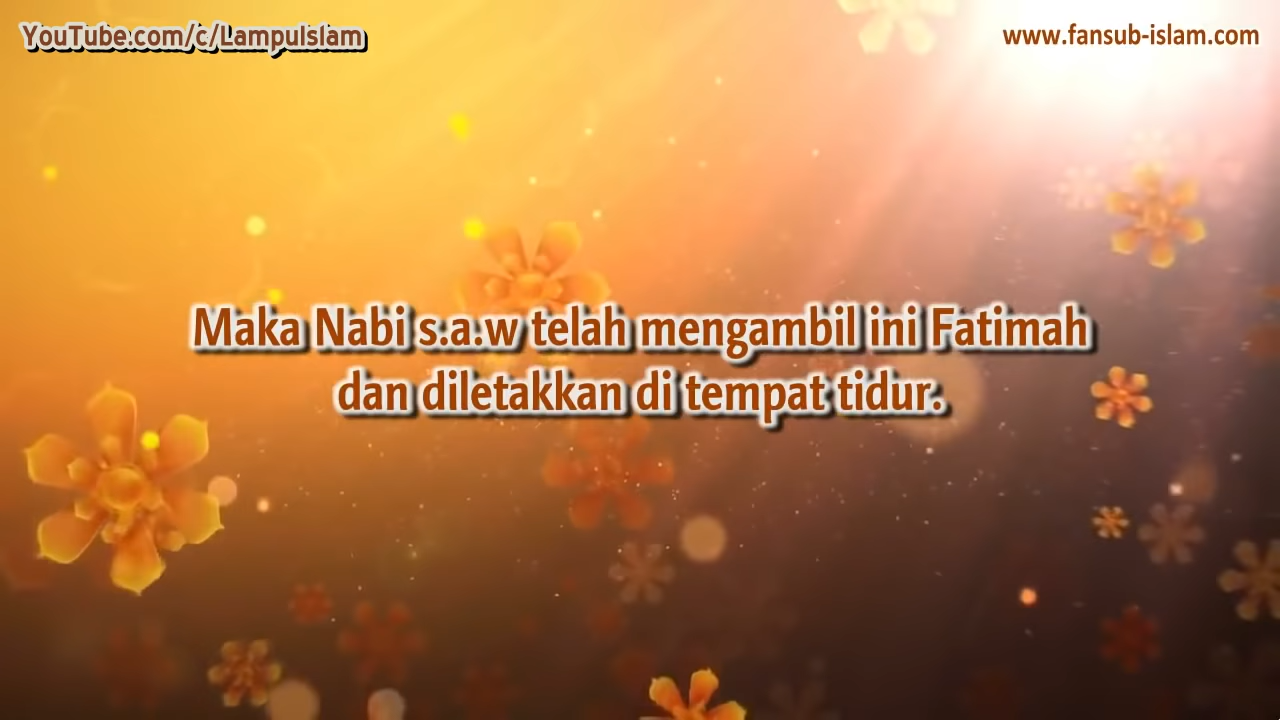 YouTube.com/c/LampuIslam
www.fansub-islam.com
Maka Nabi s.a.w telah mengambil ini Fatimah
dan diletakkan di tempat tidur.